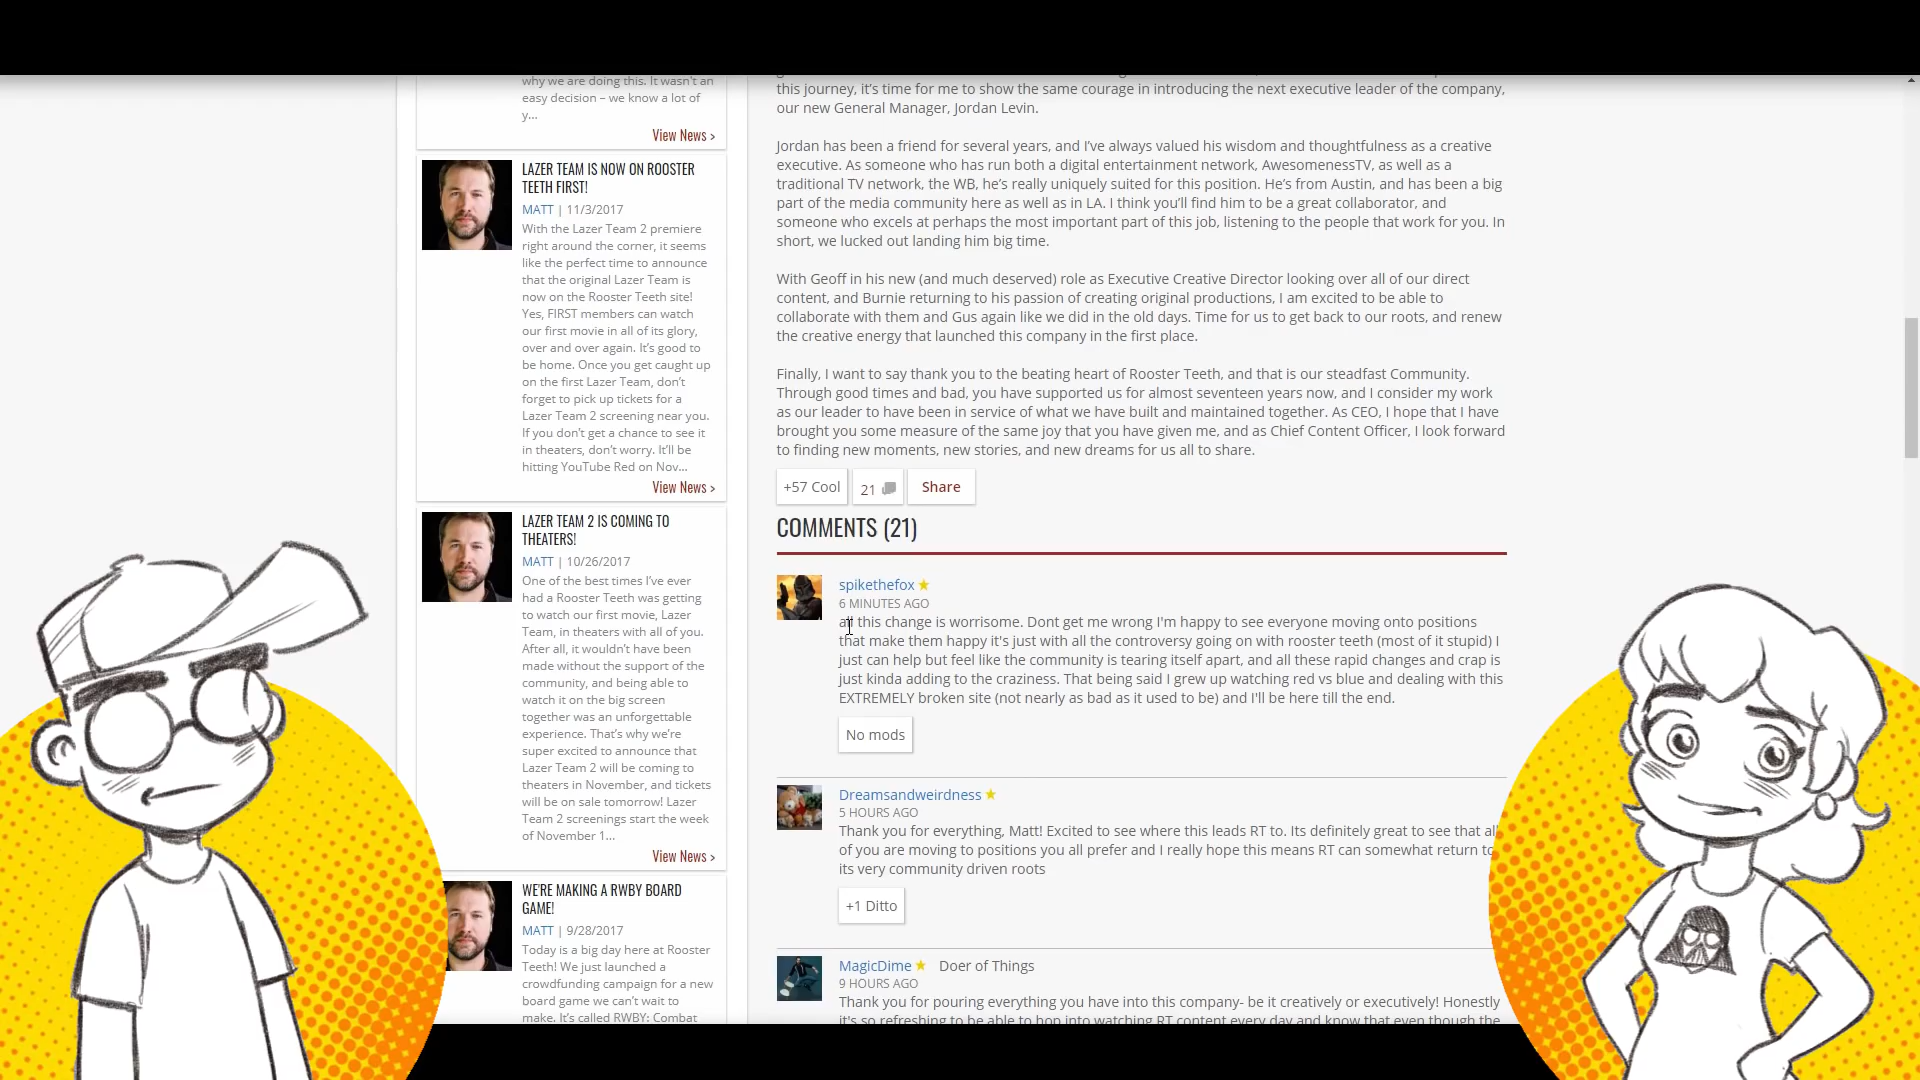 why we are doing this. It wasn't an
easy decision – we know a lot of
y...
View News >
LAZER TEAM IS NOW ON ROOSTER
TEETH FIRST!
MATT | 11/3/2017
With the Lazer Team 2 premiere
right around the corner, it seems
like the perfect time to announce
that the original Lazer Team is
now on the Rooster Teeth site!
Yes, FIRST members can watch
our first movie in all of its glory,
over and over again. It's good to
be home. Once you get caught up
on the first Lazer Team, don't
forget to pick up tickets for a
Lazer Team 2 screening near you.
If you don't get a chance to see it
in theaters, don't worry. It'll be
hitting YouTube Red on Nov...
View News >
LAZER TEAM 2 IS COMING TO
THEATERS!
MATT | 10/26/2017
One of the best times I've ever
had a Rooster Teeth was getting
to watch our first movie, Lazer
Team, in theaters with all of you.
After all, it wouldn't have been
made without the support of the
community, and being able to
watch it on the big screen
together was an unforgettable
experience. That's why we're
super excited to announce that
Lazer Team 2 will be coming to
theaters in November, and tickets
will be on sale tomorrow! Lazer
Team 2 screenings start the week
of November 1...
View News >
WE'RE MAKING A RWBY BOARD
GAME!
MATT | 9/28/2017
Today is a big day here at Rooster
Teeth! We just launched a
crowdfunding campaign for a new
board game we can't wait to
make. It's called RWBY: Combat
this journey, it's time for me to show the same courage in introducing the next executive leader of the company,
our new General Manager, Jordan Levin.
Jordan has been a friend for several years, and I've always valued his wisdom and thoughtfulness as a creative
executive. As someone who has run both a digital entertainment network, AwesomenessTV, as well as a
traditional TV network, the WB, he's really uniquely suited for this position. He's from Austin, and has been a big
part of the media community here as well as in LA. I think you'll find him to be a great collaborator, and
someone who excels at perhaps the most important part of this job, listening to the people that work for you. In
short, we lucked out landing him big time.
With Geoff in his new (and much deserved) role as Executive Creative Director looking over all of our direct
content, and Burnie returning to his passion of creating original productions, I am excited to be able to
collaborate with them and Gus again like we did in the old days. Time for us to get back to our roots, and renew
the creative energy that launched this company in the first place.
Finally, I want to say thank you to the beating heart of Rooster Teeth, and that is our steadfast Community.
Through good times and bad, you have supported us for almost seventeen years now, and I consider my work
as our leader to have been in service of what we have built and maintained together. As CEO, I hope that I have
brought you some measure of the same joy that you have given me, and as Chief Content Officer, I look forward
to finding new moments, new stories, and new dreams for us all to share.
+57 Cool
21
Share
COMMENTS (21)
spikethefox
6 MINUTES AGO
all this change is worrisome. Dont get me wrong I'm happy to see everyone moving onto positions
that make them happy it's just with all the controversy going on with rooster teeth (most of it stupid) I
just can help but feel like the community is tearing itself apart, and all these rapid changes and crap is
just kinda adding to the craziness. That being said I grew up watching red vs blue and dealing with this
EXTREMELY broken site (not nearly as bad as it used to be) and I'll be here till the end.
No mods
Dreamsandweirdness
5 HOURS AGO
Thank you for everything, Matt! Excited to see where this leads RT to. Its definitely great to see that all
of you are moving to positions you all prefer and I really hope this means RT can somewhat return to
its very community driven roots
+1 Ditto
MagicDime Doer of Things
9 HOURS AGO
Thank you for pouring everything you have into this company- be it creatively or executively! Honestly
it's so refreshing to be able to hop into watching RT content every day and know that even though the